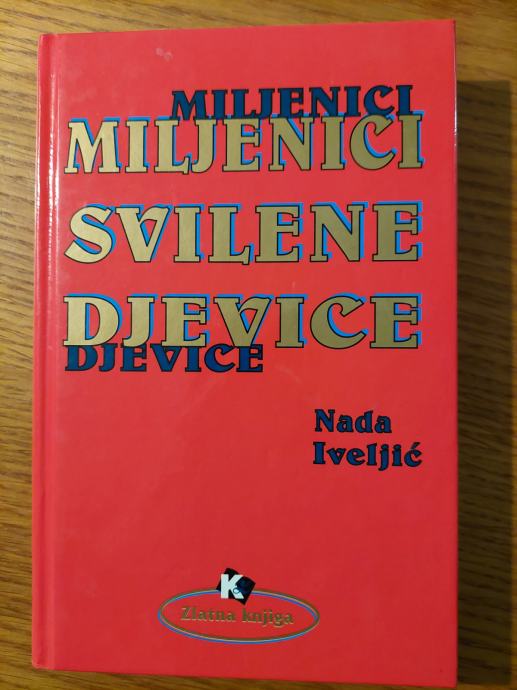 MILJENICI
MILJENICI
SVILENE
DJEVICE
DJEVICE
Nada
Iveljić
K
Zlatna knjiga